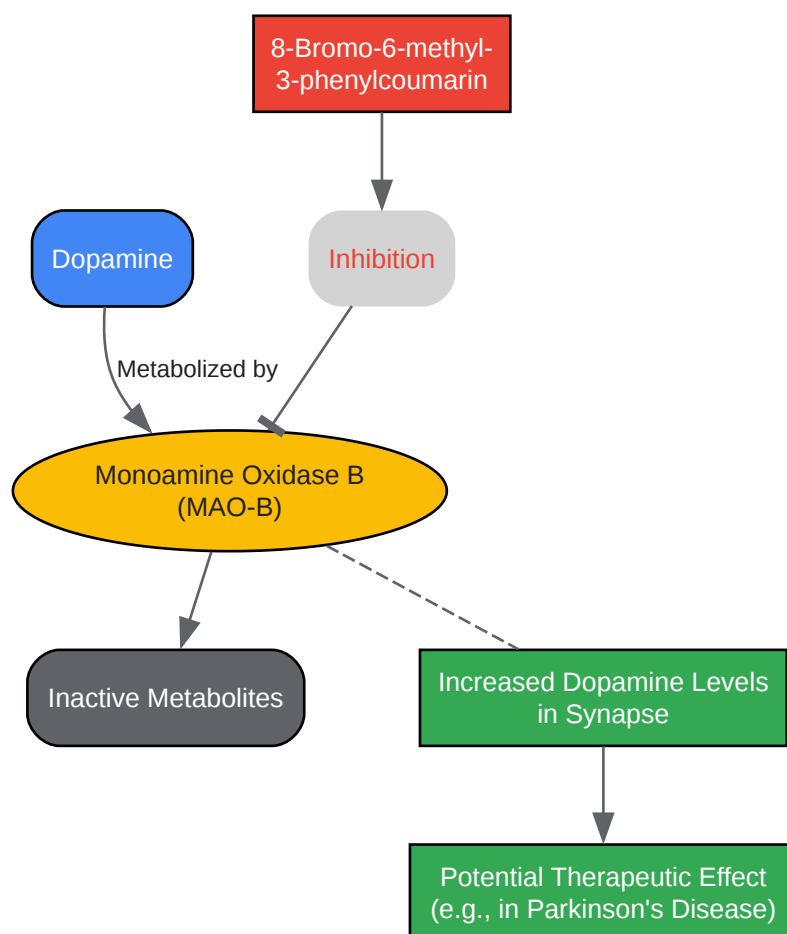 8-Bromo-6-methyl-
3-phenylcoumarin
Dopamine
Inhibition
Metabolized by
Monoamine Oxidase B
(MAO-B)
Inactive Metabolites
Increased Dopamine Levels
in Synapse
Potential Therapeutic Effect
(e.g., in Parkinson's Disease)